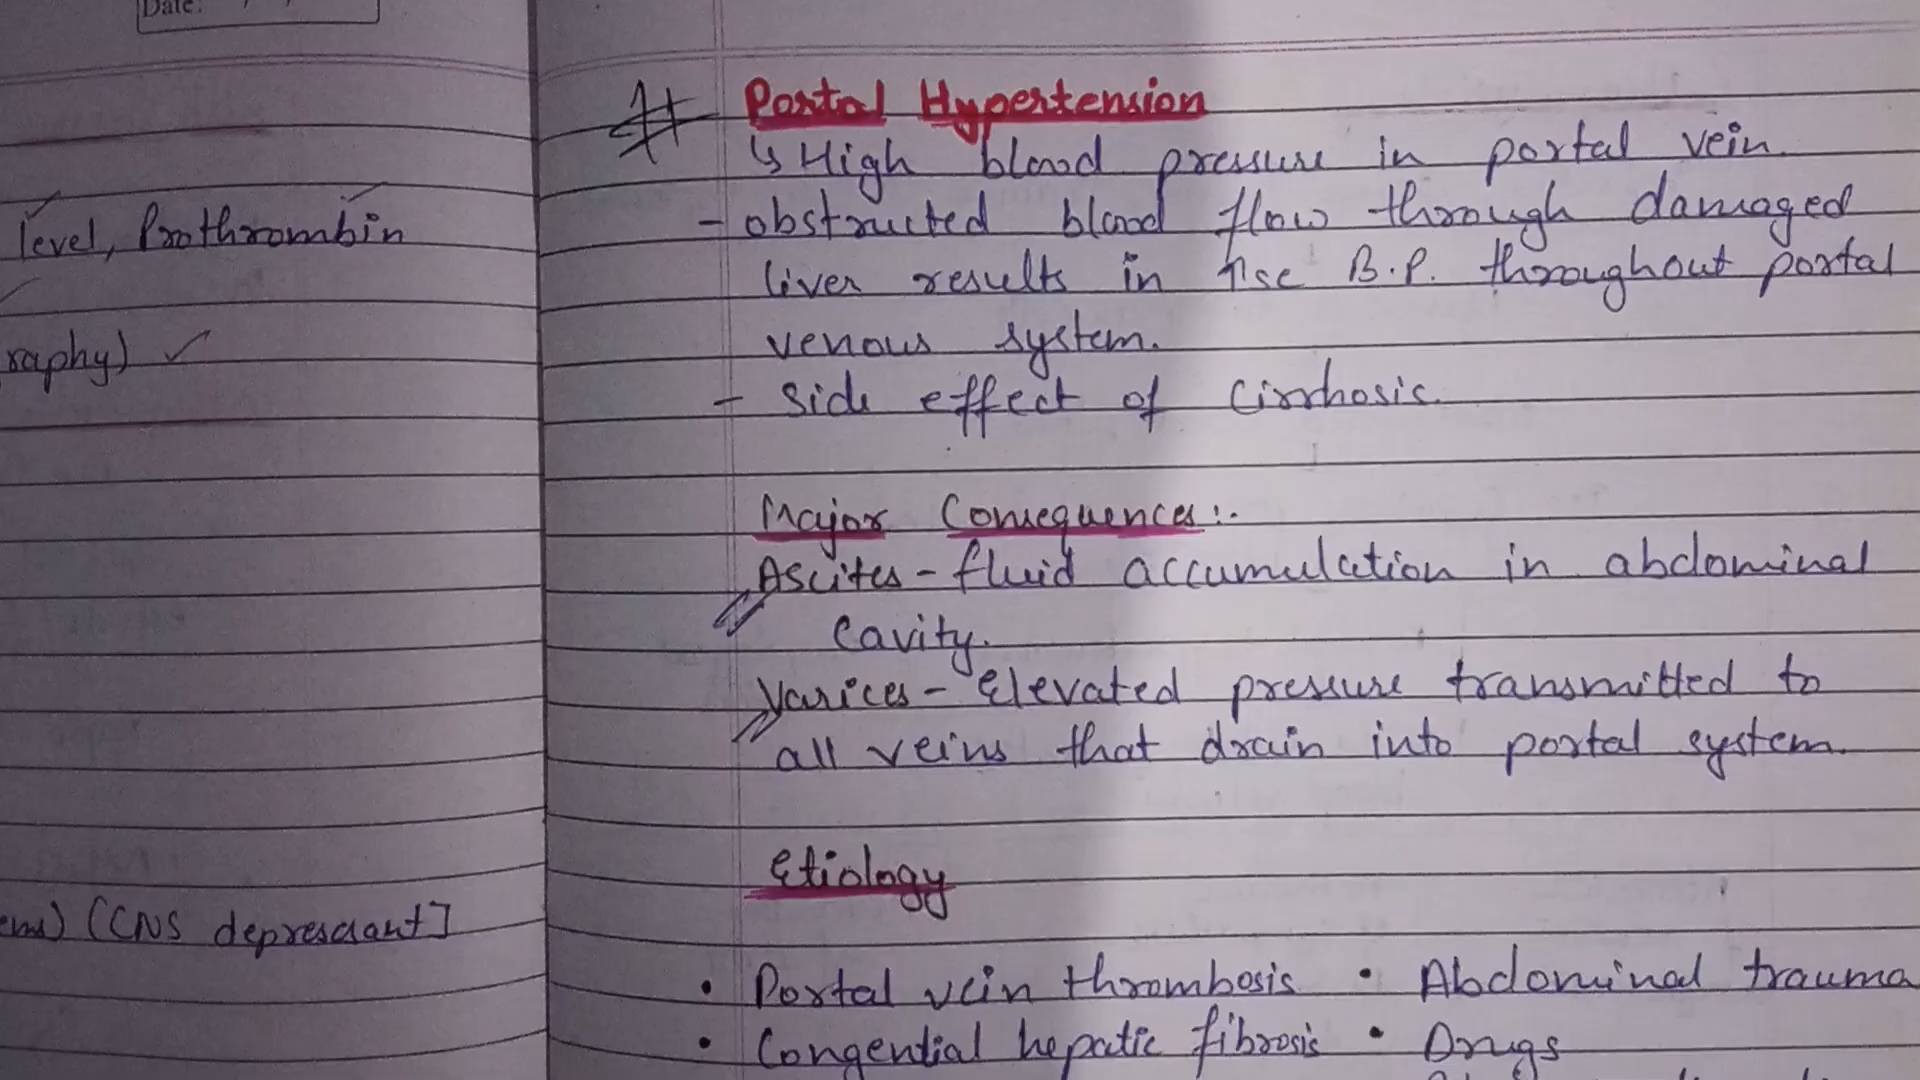 Date: / /
level, Prothrombin
raphy) ✓
(CNS depressant]
# Portal Hypertension
↳ High blood pressure in portal vein.
- obstructed blood flow through damaged
liver results in rise B.P. throughout portal
venous system.
- Side effect of Cirrhosis.
Major Consequences:-
Ascites - fluid accumulation in abdominal
cavity.
Varices - Elevated pressure transmitted to
all veins that drain into portal system.
Etiology
• Portal vein thrombosis • Abdominal trauma
• Congential hepatic fibrosis • Drugs